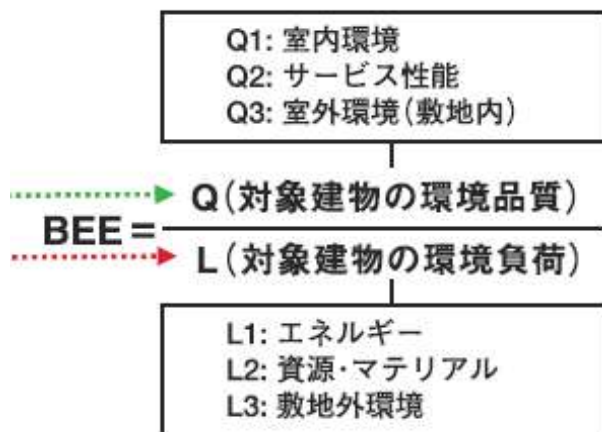 Q1: 室内環境
Q2: サービス性能
Q3: 室外環境(敷地内)
Q(対象建物の環境品質)
BEE=
L(対象建物の環境負荷)
L1: エネルギー
L2: 資源･マテリアル
L3: 敷地外環境